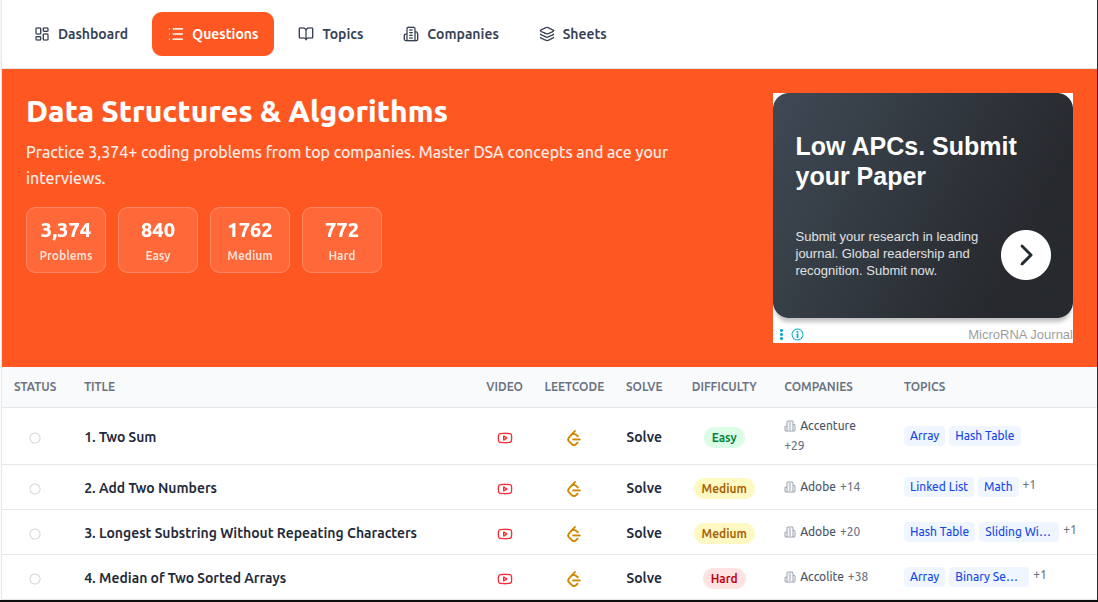 Dashboard Questions Topics Companies Sheets
Data Structures & Algorithms
Practice 3,374+ coding problems from top companies. Master DSA concepts and ace your
interviews.
3,374 840 1762 772
Problems Easy Medium Hard
Low APCs. Submit
your Paper
Submit your research in leading
journal. Global readership and
recognition. Submit now.
MicroRNA Journal
STATUS TITLE VIDEO LEETCODE SOLVE DIFFICULTY COMPANIES TOPICS
1. Two Sum Solve Easy Accenture +29 Array Hash Table
2. Add Two Numbers Solve Medium Adobe +14 Linked List Math +1
3. Longest Substring Without Repeating Characters Solve Medium Adobe +20 Hash Table Sliding Wi... +1
4. Median of Two Sorted Arrays Solve Hard Accolite +38 Array Binary Se... +1